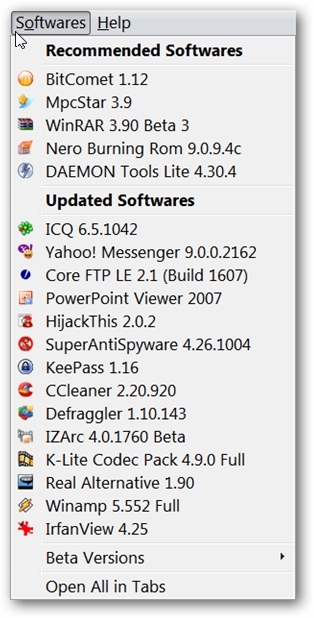 Softwares Help
Recommended Softwares
BitComet 1.12
MpcStar 3.9
WinRAR 3.90 Beta 3
Nero Burning Rom 9.0.9.4c
DAEMON Tools Lite 4.30.4
Updated Softwares
ICQ 6.5.1042
Yahoo! Messenger 9.0.0.2162
Core FTP LE 2.1 (Build 1607)
PowerPoint Viewer 2007
HijackThis 2.0.2
SuperAntiSpyware 4.26.1004
KeePass 1.16
CCleaner 2.20.920
Defraggler 1.10.143
IZArc 4.0.1760 Beta
K-Lite Codec Pack 4.9.0 Full
Real Alternative 1.90
Winamp 5.552 Full
IrfanView 4.25
Beta Versions
Open All in Tabs